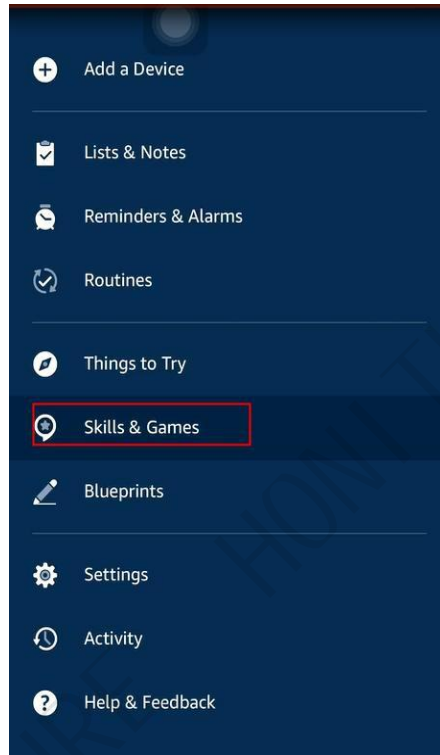 Add a Device
Lists & Notes
Reminders & Alarms
Routines
Things to Try
Skills & Games
Blueprints
Settings
Activity
Help & Feedback